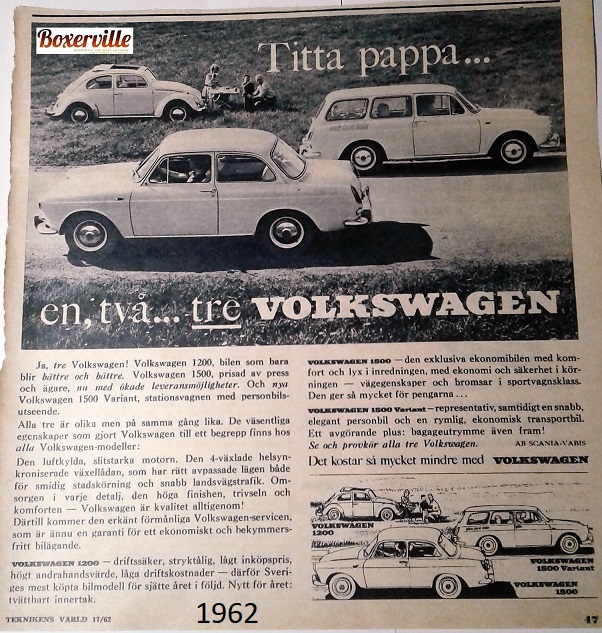 Boxerville
Titta pappa...
en, två... tre VOLKSWAGEN
Ja, tre Volkswagen! Volkswagen 1200, bilen som bara
blir bättre och bättre. Volkswagen 1500, prisad av press
och ägare, nu med ökade leveransmöjligheter. Och nya
Volkswagen 1500 Variant, stationsvagnen med personbils-
utseende.
Alla tre är olika men på samma gång lika. De väsentliga
egenskaper som gjort Volkswagen till ett begrepp finns hos
alla Volkswagen-modeller:
Den luftkylda, slitstarka motorn. Den 4-växlade helsyn-
kroniserade växellådan, som har rätt avpassade lägen både
för smidig stadskörning och snabb landsvägstrafik. Om-
sorgen i varje detalj, den höga finishen, trivseln och
komforten — Volkswagen är kvalitet alltigenom!
Därtill kommer den erkänt förmånliga Volkswagen-servicen,
som är ännu en garanti för ett ekonomiskt och bekymmers-
fritt bilägande.
VOLKSWAGEN 1200 – driftssäker, stryktålig, lågt inköpspris,
högt andrahandsvärde, låga driftskostnader — därför Sveri-
ges mest köpta bilmodell för sjätte året i följd. Nytt för året:
tvättbart innertak.
VOLKSWAGEN 1500 — den exklusiva ekonomibilen med kom-
fort och lyx i inredningen, med ekonomi och säkerhet i kör-
ningen — vägegenskaper och bromsar i sportvagnsklass.
Den ger så mycket för pengarna...
VOLKSWAGEN 1500 Variant–representativ, samtidigt en snabb,
elegant personbil och en rymlig, ekonomisk transportbil.
Ett avgörande plus: bagageutrymme även fram!
Se och provkör alla tre Volkswagen. AB SCANIA-VABIS
Det kostar så mycket mindre med VOLKSWAGEN
VOLKSWAGEN
1200
VOLKSWAGEN
1500 Variant
VOLKSWAGEN
1500
TEKNIKENS VÄRLD 17/62
1962
47